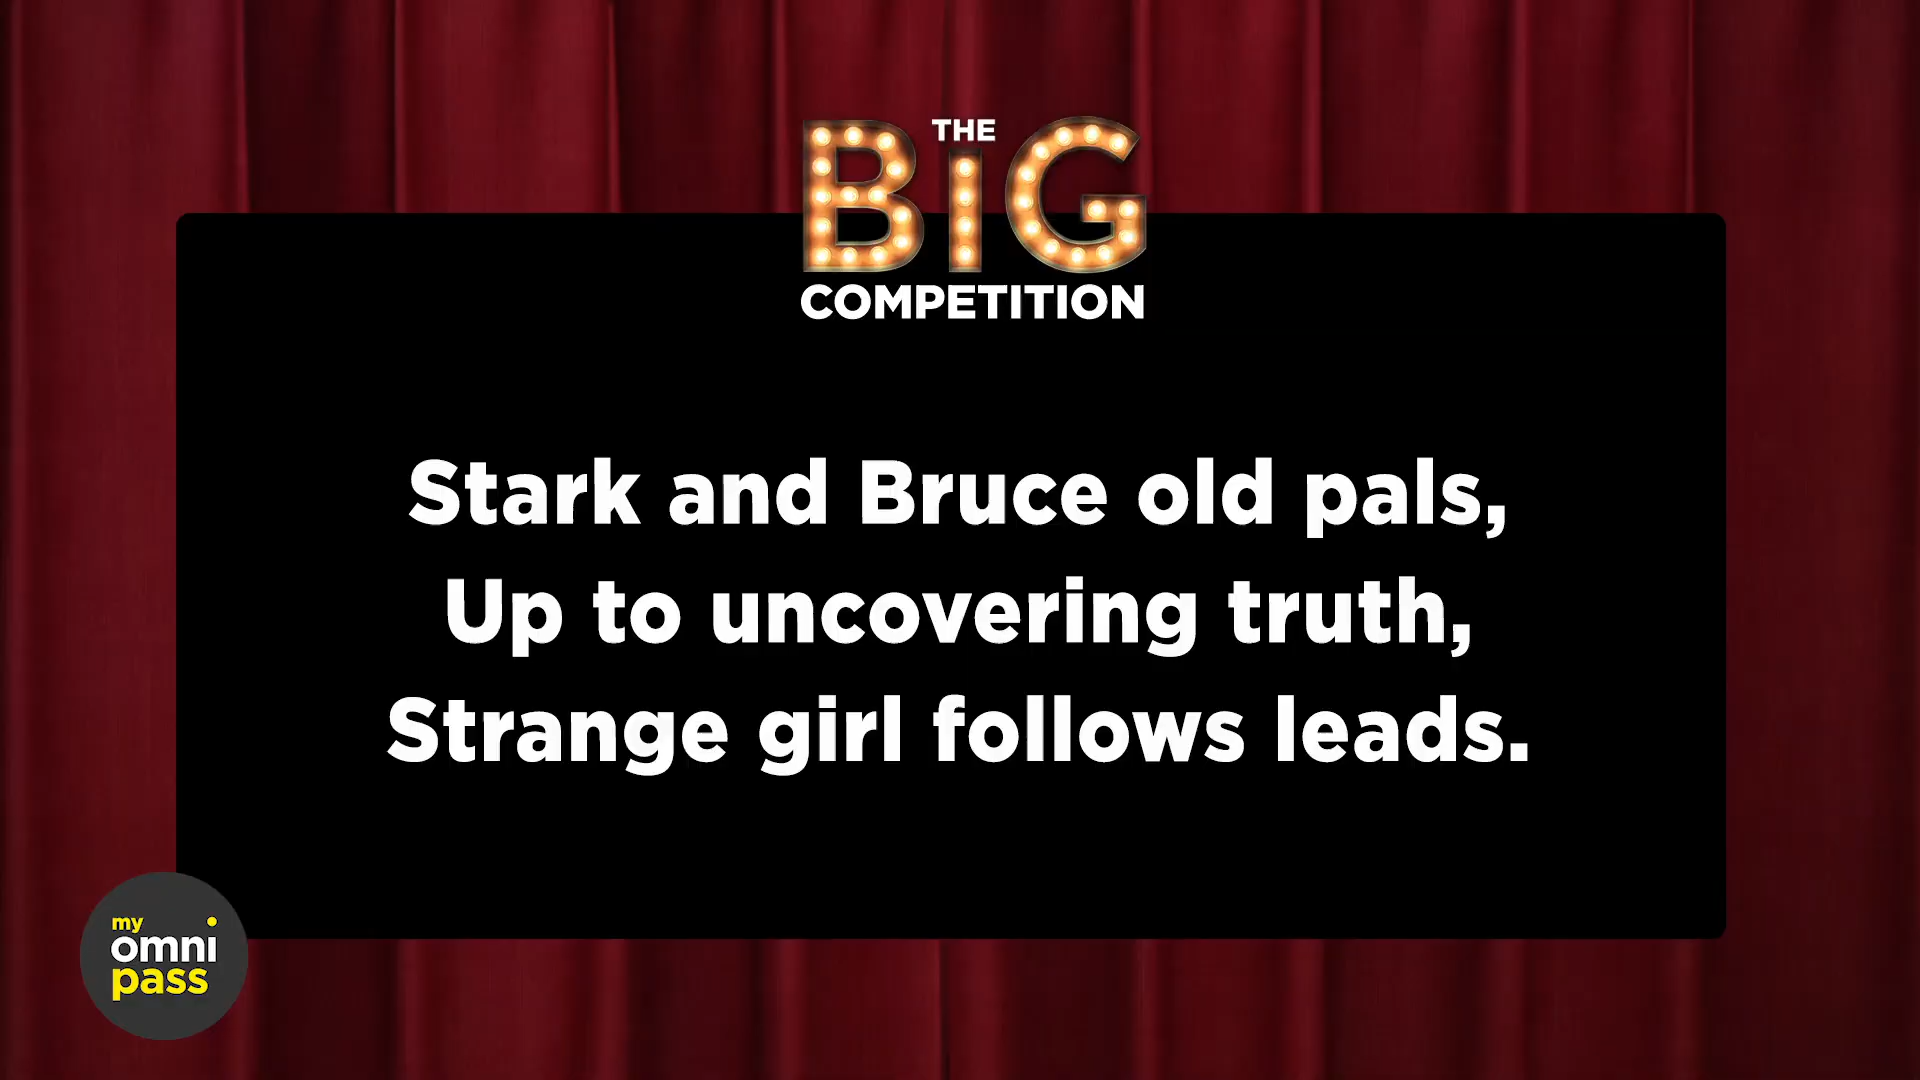 THE
BIG
COMPETITION
Stark and Bruce old pals,
Up to uncovering truth,
Strange girl follows leads.
my
omni
pass